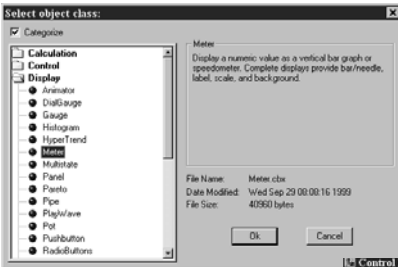 Select object class:
Categorize
Calculation
Control
Display
Animator
DialGauge
Gauge
Histogram
HyperTrend
Meter
Multistate
Panel
Pareto
Pipe
PlayWave
Pot
Pushbutton
RadioButtons
Meter
Display a numeric value as a vertical bar graph or
speedometer. Complete displays provide bar/needle,
label, scale, and background.
File Name: Meter.cbx
Date Modified: Wed Sep 29 08:08:16 1999
File Size: 40960 bytes
Ok
Cancel
Control